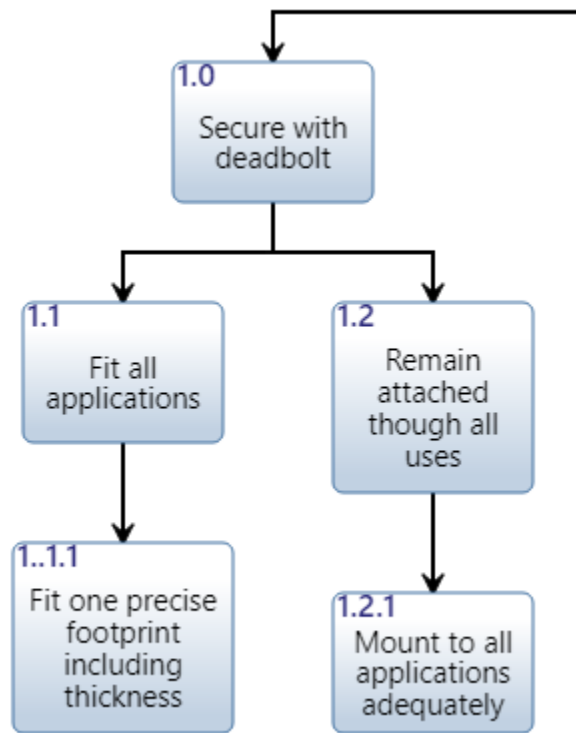 1.0
Secure with
deadbolt
1.1
Fit all
applications
1.2
Remain
attached
though all
uses
1..1.1
Fit one precise
footprint
including
thickness
1.2.1
Mount to all
applications
adequately